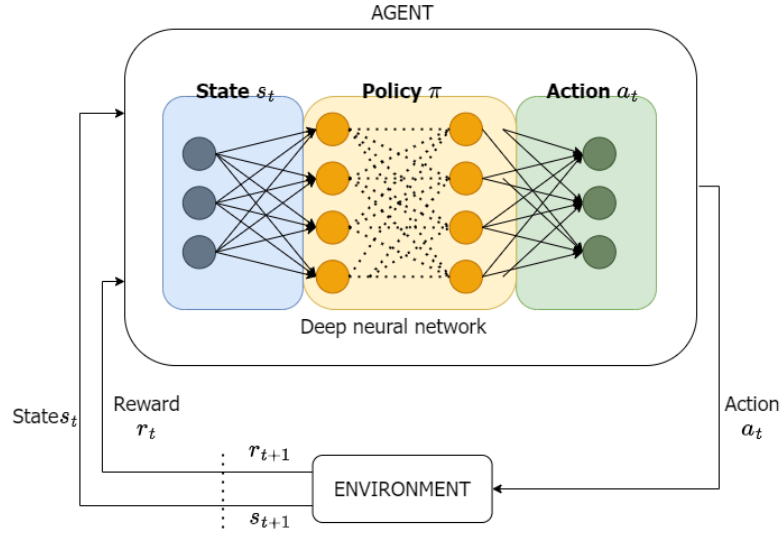 AGENT
State s_t
Policy π
Action a_t
Deep neural network
State s_t
Reward
r_t
Action
a_t
r_{t+1}
ENVIRONMENT
s_{t+1}